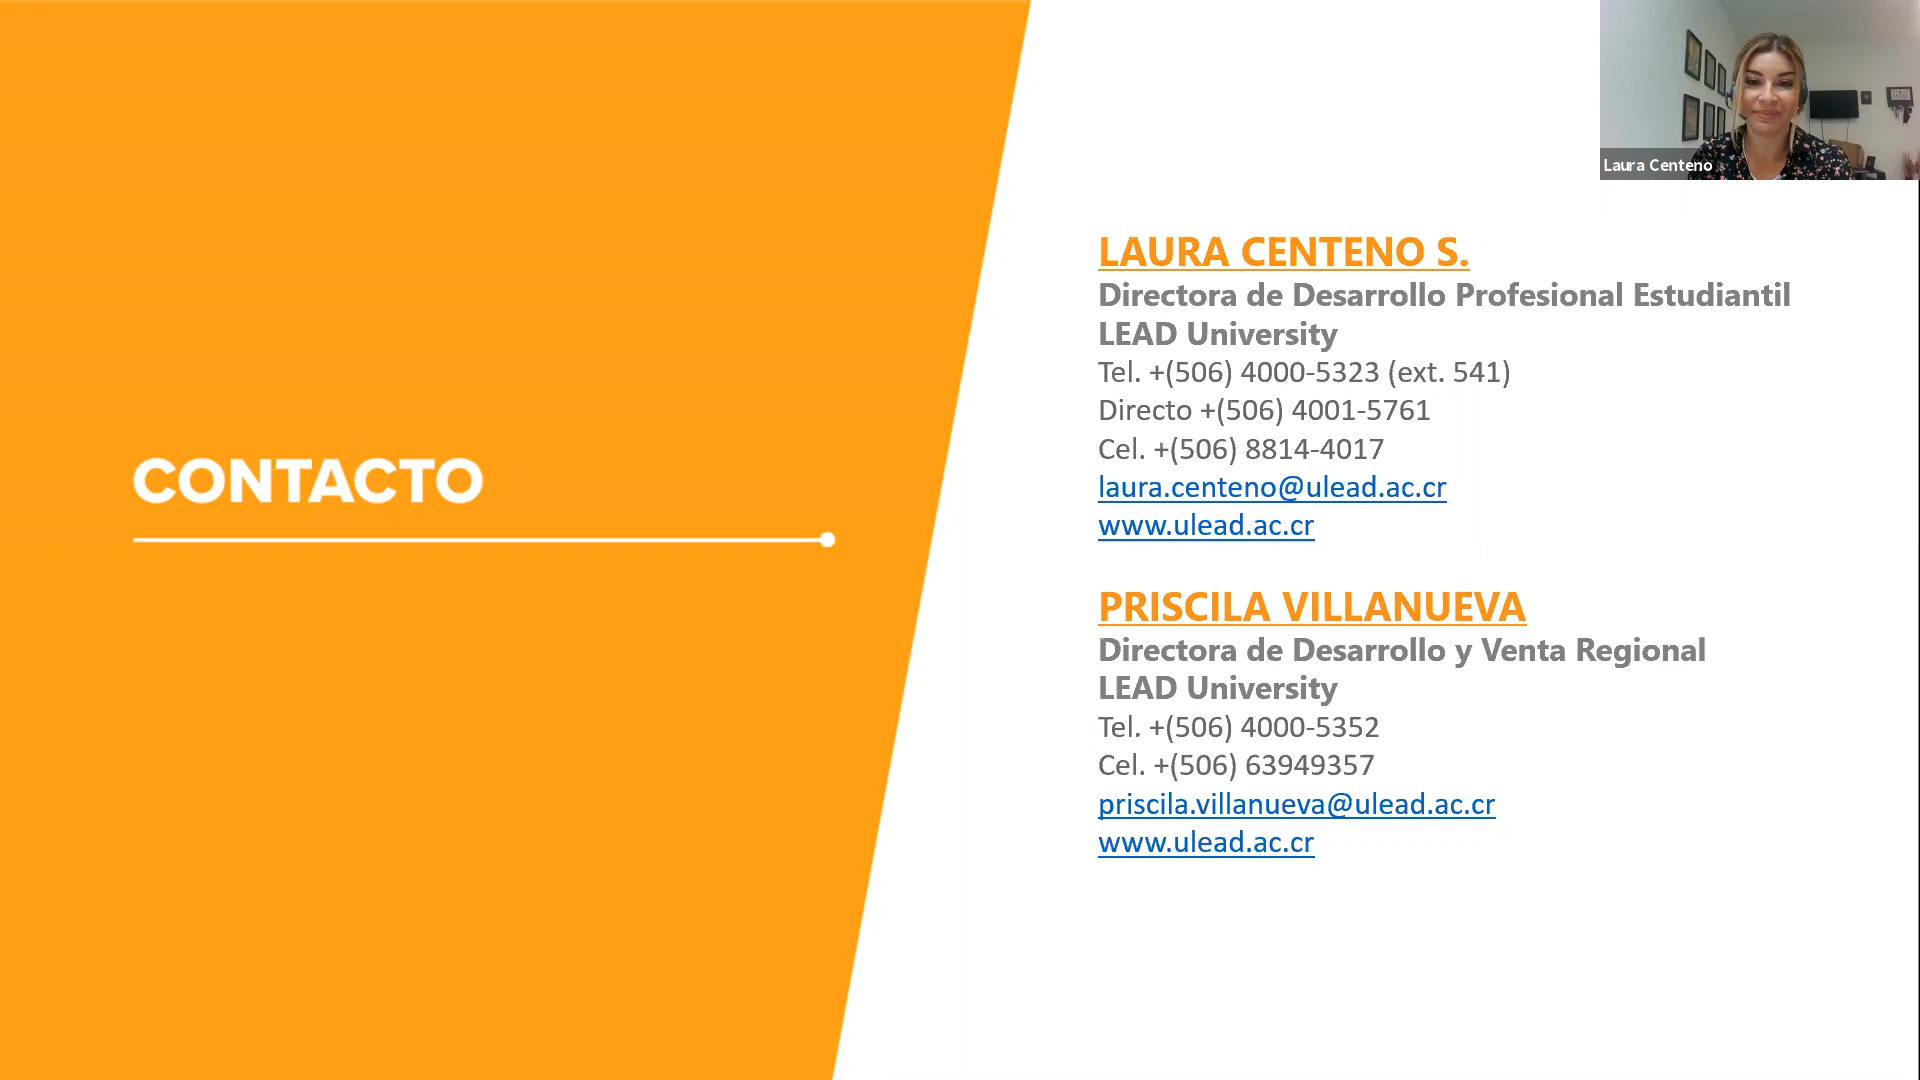 Laura Centeno
CONTACTO
LAURA CENTENO S.
Directora de Desarrollo Profesional Estudiantil
LEAD University
Tel. +(506) 4000-5323 (ext. 541)
Directo +(506) 4001-5761
Cel. +(506) 8814-4017
laura.centeno@ulead.ac.cr
www.ulead.ac.cr
PRISCILA VILLANUEVA
Directora de Desarrollo y Venta Regional
LEAD University
Tel. +(506) 4000-5352
Cel. +(506) 63949357
priscila.villanueva@ulead.ac.cr
www.ulead.ac.cr